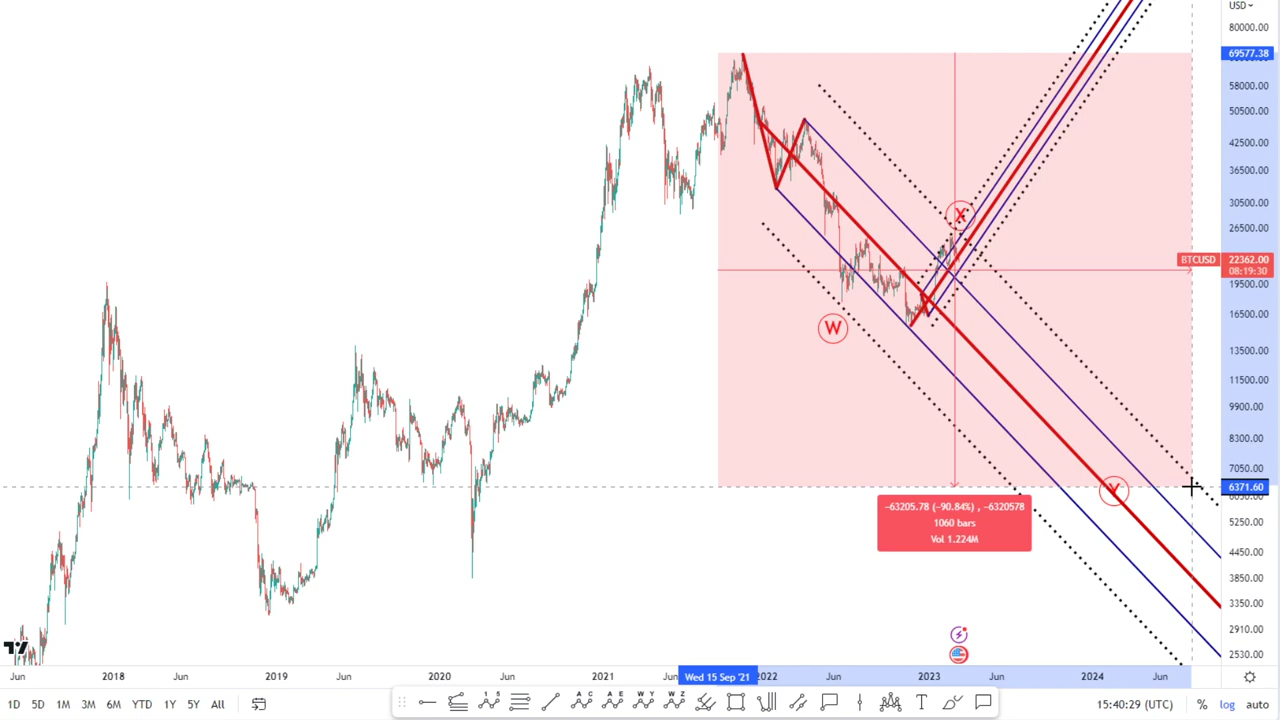 USD
80000.00
69577.38
58000.00
50500.00
42500.00
36500.00
30500.00
26500.00
BTCUSD 22362.00
08:19:30
19500.00
16500.00
13500.00
11500.00
9900.00
8300.00
7050.00
6371.60
5250.00
4450.00
3850.00
3350.00
2910.00
2530.00
X
W
Y
−63205.78 (−90.84%) , −6320578
1060 bars
Vol 1.224M
Jun 2018 Jun 2019 Jun 2020 Jun 2021 Jun Wed 15 Sep '21 2022 Jun 2023 Jun 2024 Jun
1D 5D 1M 3M 6M YTD 1Y 5Y All
15:40:29 (UTC) % log auto